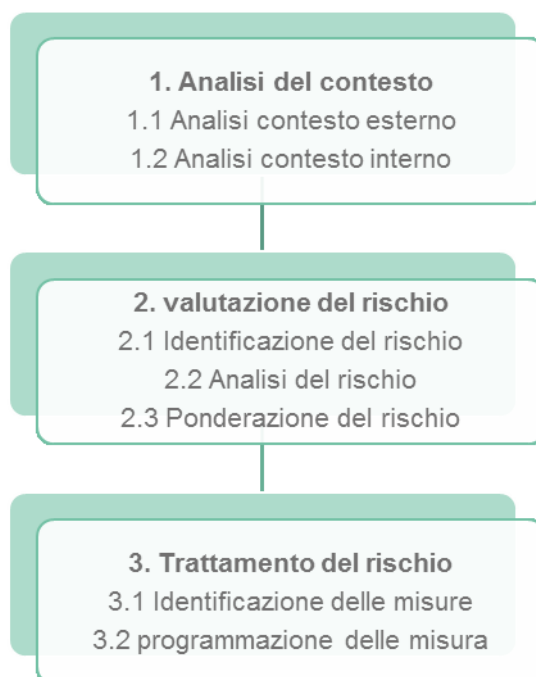 1. Analisi del contesto
1.1 Analisi contesto esterno
1.2 Analisi contesto interno
2. valutazione del rischio
2.1 Identificazione del rischio
2.2 Analisi del rischio
2.3 Ponderazione del rischio
3. Trattamento del rischio
3.1 Identificazione delle misure
3.2 programmazione delle misura